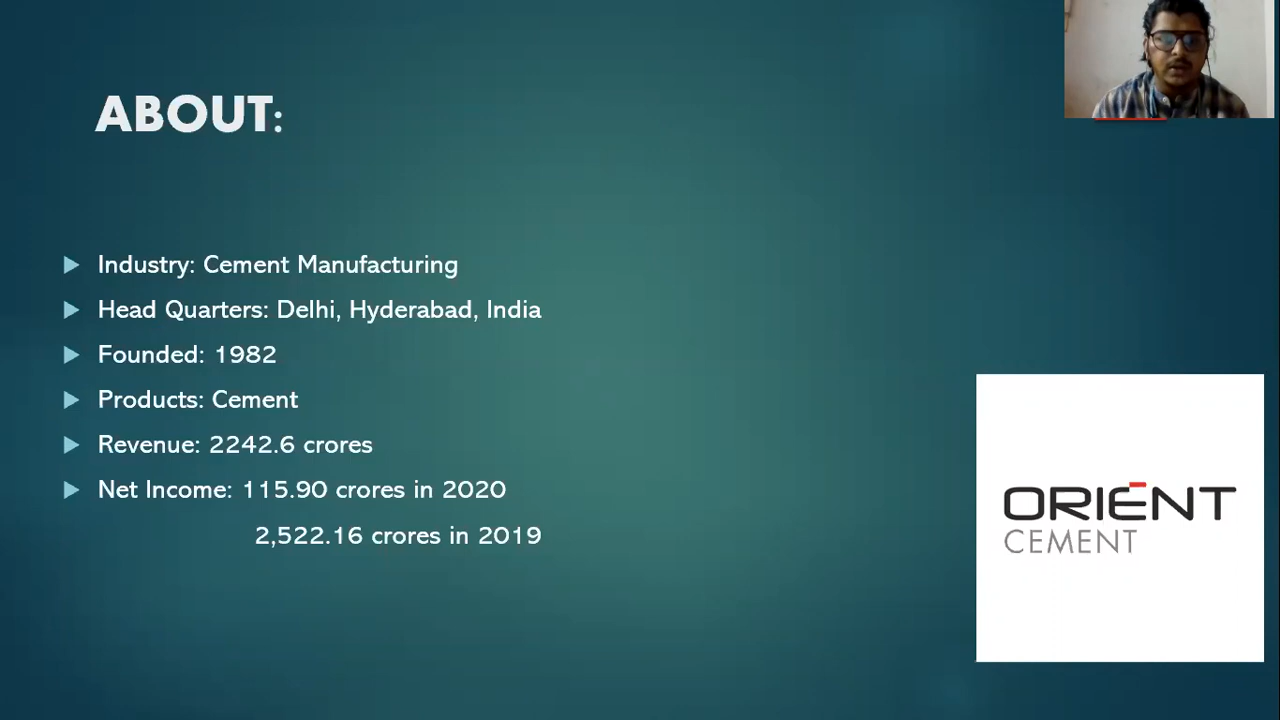 ABOUT:
Industry: Cement Manufacturing
Head Quarters: Delhi, Hyderabad, India
Founded: 1982
Products: Cement
Revenue: 2242.6 crores
Net Income: 115.90 crores in 2020
2,522.16 crores in 2019
ORIENT
CEMENT